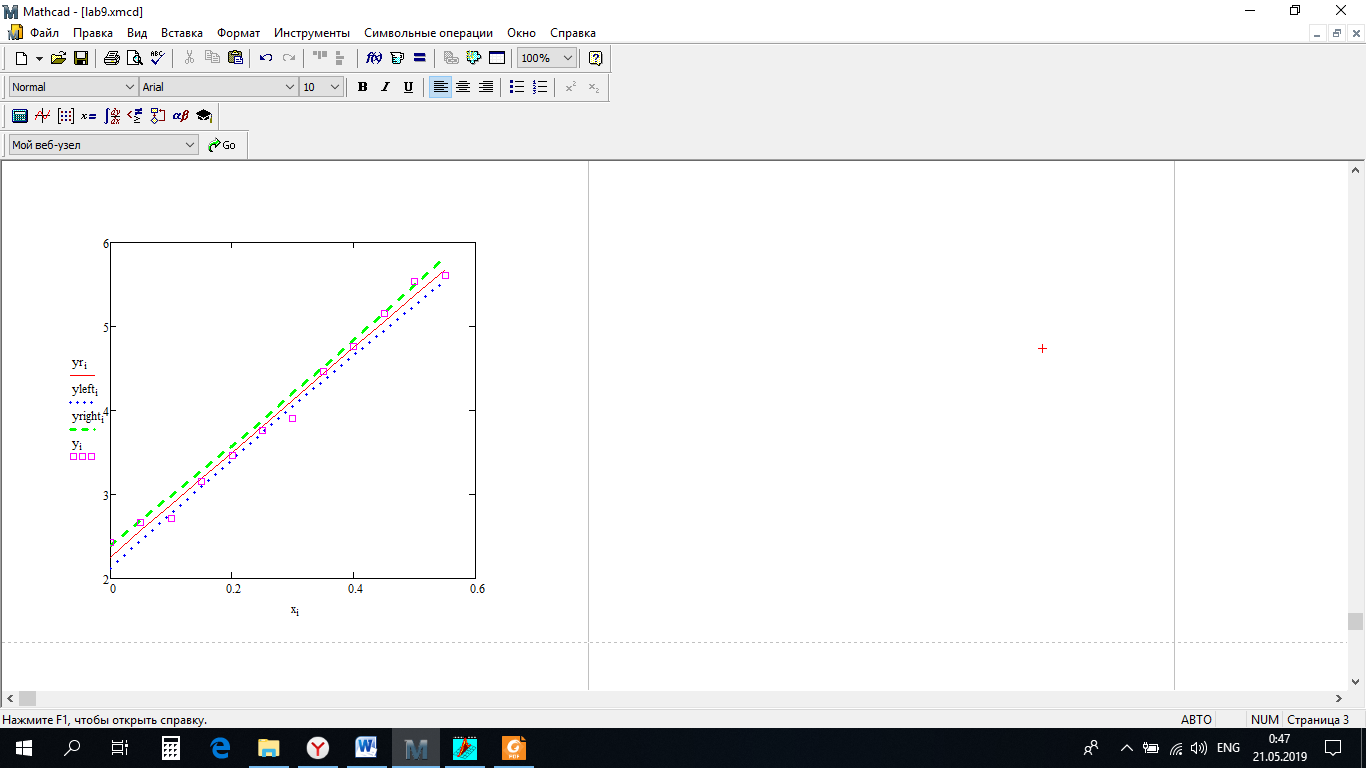 Mathcad - [lab9.xmcd]
Файл Правка Вид Вставка Формат Инструменты Символьные операции Окно Справка
100%
Normal Arial 10 B I U
Мой веб-узел Go
6
5
4
3
2
yr i
yleft i
yright i
y i
0 0.2 0.4 0.6
x i
Нажмите F1, чтобы открыть справку. АВТО NUM Страница 3
ENG 0:47
21.05.2019